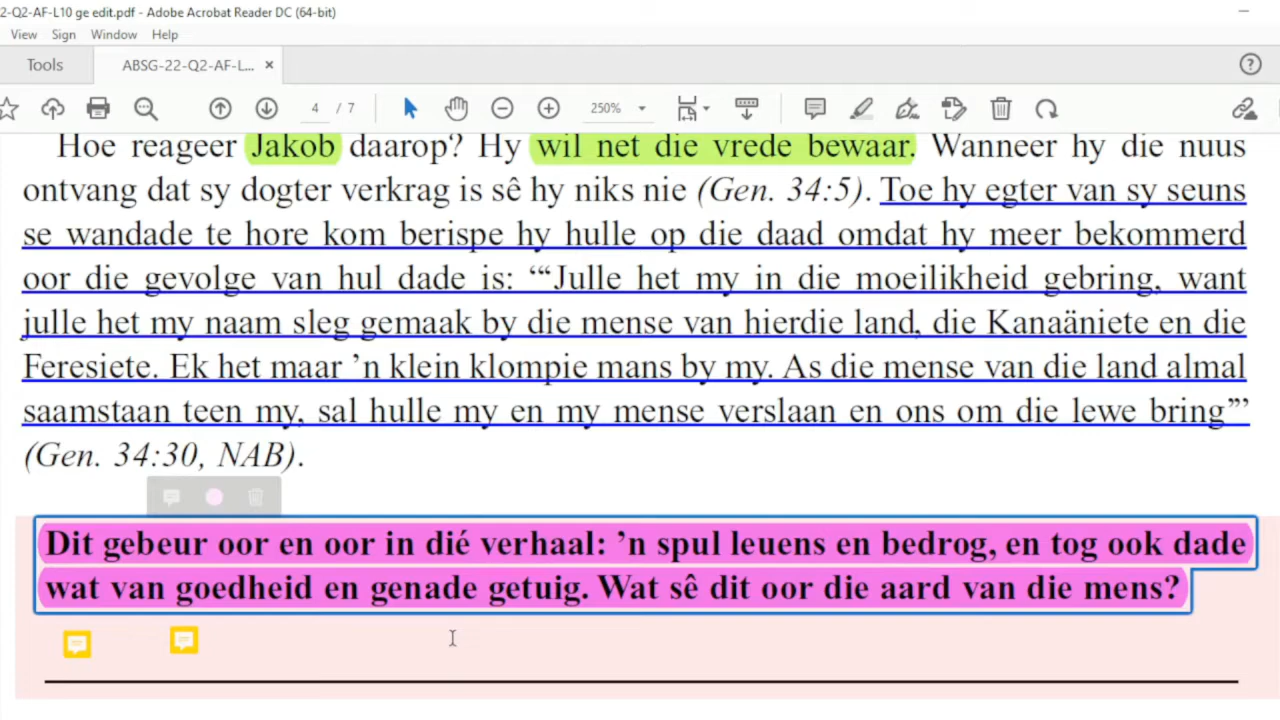 2-Q2-AF-L10 ge edit.pdf - Adobe Acrobat Reader DC (64-bit)
View Sign Window Help
Tools ABSG-22-Q2-AF-L... ×
4 / 7 250%
Hoe reageer Jakob daarop? Hy wil net die vrede bewaar. Wanneer hy die nuus
ontvang dat sy dogter verkrag is sê hy niks nie (Gen. 34:5). Toe hy egter van sy seuns
se wandade te hore kom berispe hy hulle op die daad omdat hy meer bekommerd
oor die gevolge van hul dade is: ‘“Julle het my in die moeilikheid gebring, want
julle het my naam sleg gemaak by die mense van hierdie land, die Kanaäniete en die
Feresiete. Ek het maar ’n klein klompie mans by my. As die mense van die land almal
saamstaan teen my, sal hulle my en my mense verslaan en ons om die lewe bring”’
(Gen. 34:30, NAB).
Dit gebeur oor en oor in dié verhaal: ’n spul leuens en bedrog, en tog ook dade
wat van goedheid en genade getuig. Wat sê dit oor die aard van die mens?